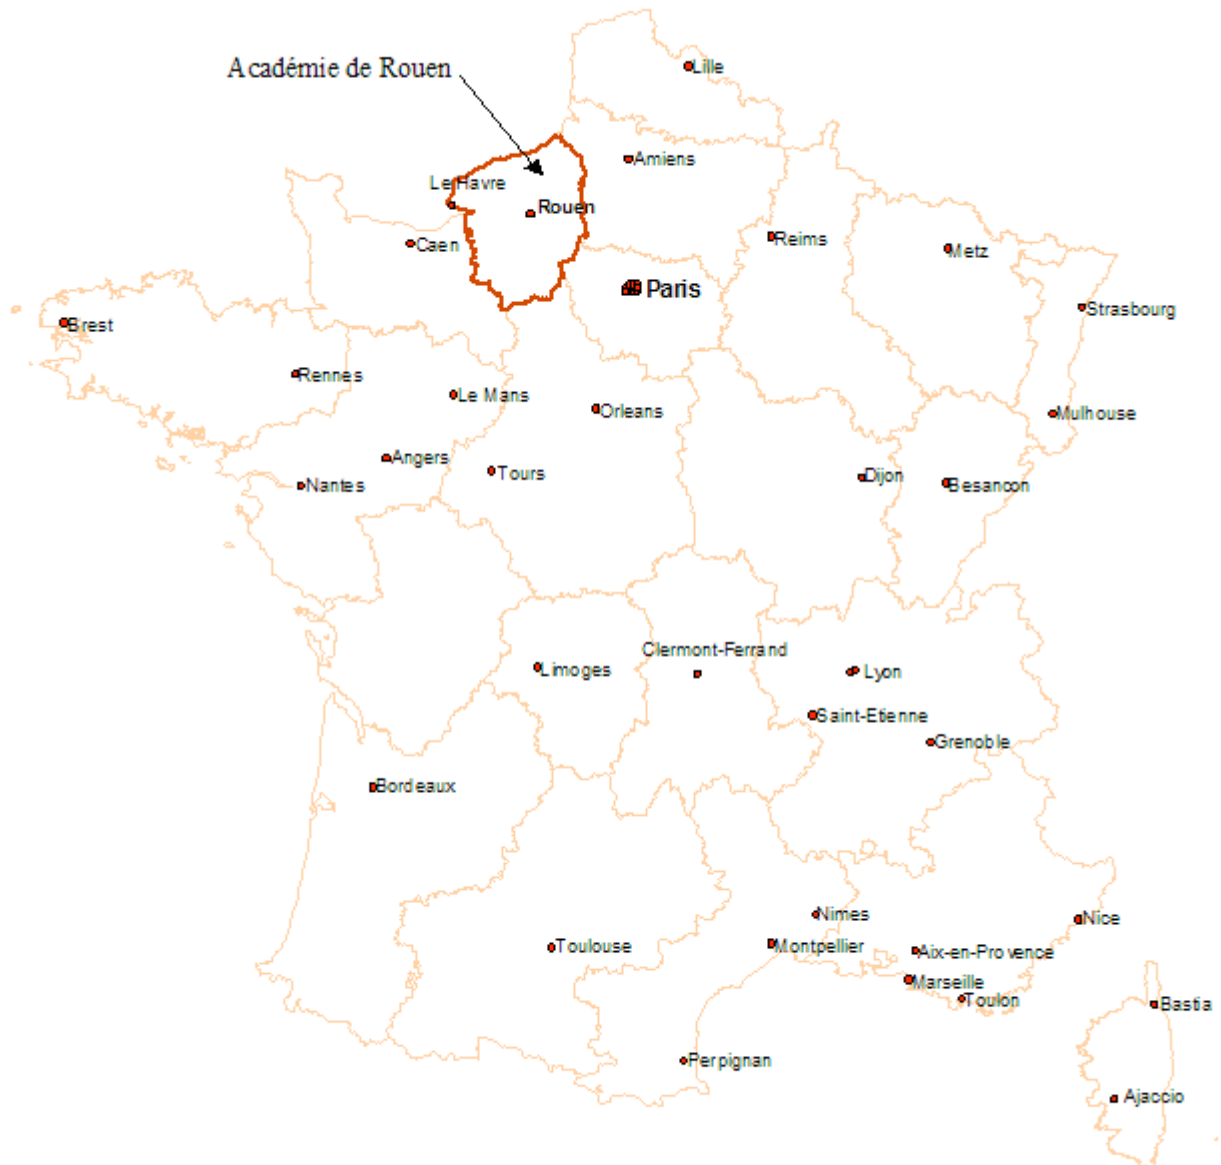 Lille
Académie de Rouen
Amiens
Le Havre
Rouen
Reims
Caen
Metz
Paris
Strasbourg
Brest
Rennes
Le Mans
Orleans
Mulhouse
Angers
Tours
Dijon
Nantes
Besancon
Clermont-Ferrand
Limoges
Lyon
Saint-Etienne
Grenoble
Bordeaux
Nimes
Nice
Toulouse
Montpellier
Aix-en-Provence
Marseille
Toulon
Bastia
Perpignan
Ajaccio